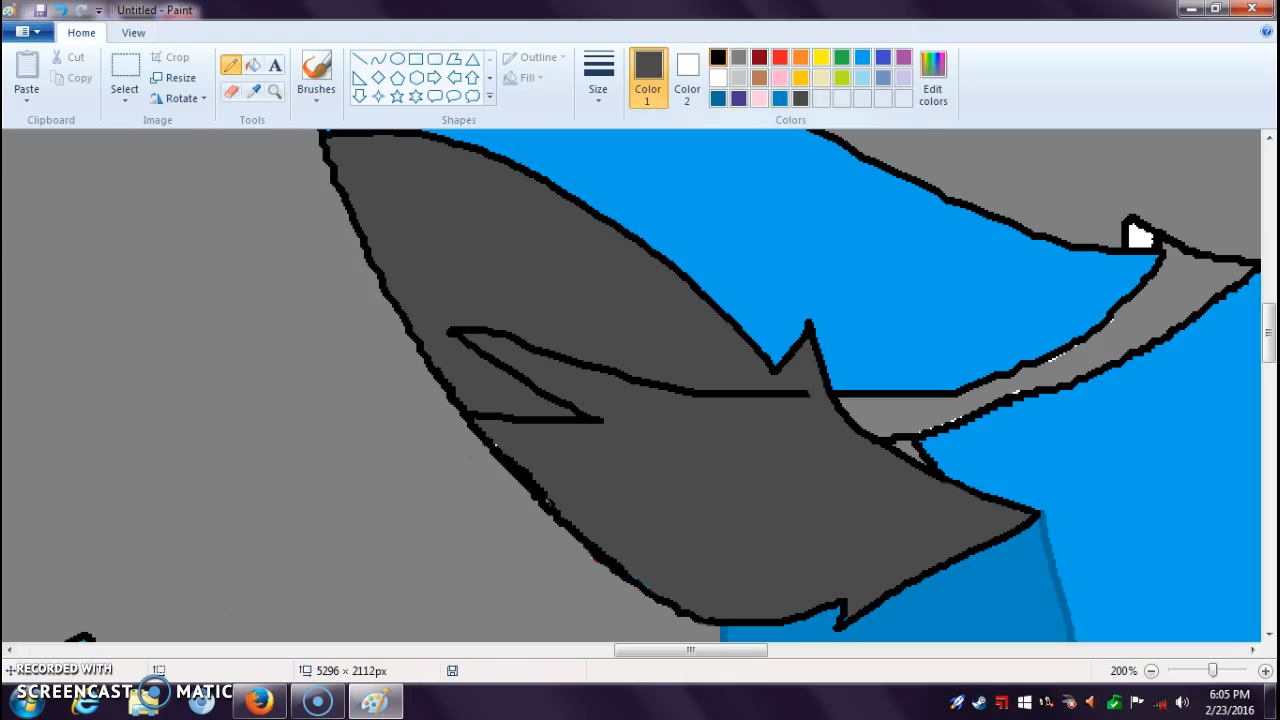 Untitled - Paint
Home View
Paste Cut Copy Clipboard
Select Crop Resize Rotate Image
Tools
Brushes
Outline Fill Shapes
Size
Color 1
Color 2
Edit colors
Colors
5296 × 2112px
200%
RECORDED WITH
SCREENCAST MATIC
6:05 PM
2/23/2016